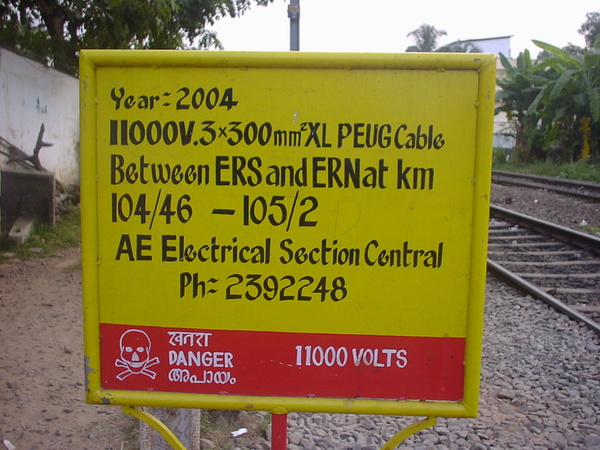 Year:- 2004
11000V.3×300mm²XL PEUG Cable
Between ERS and ERN at km
104/46 - 105/2
AE Electrical Section Central
Ph:- 2392248
खतरा
DANGER
അപായം
11000 VOLTS